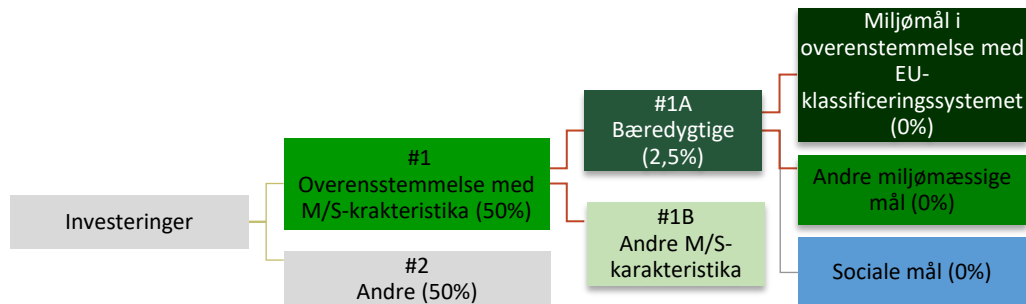 Investeringer
#1
Overensstemmelse med
M/S-krakteristika (50%)
#2
Andre (50%)
#1A
Bæredygtige
(2,5%)
#1B
Andre M/S-
karakteristika
Miljømål i
overenstemmelse med
EU-
klassificeringssystemet
(0%)
Andre miljømæssige
mål (0%)
Sociale mål (0%)